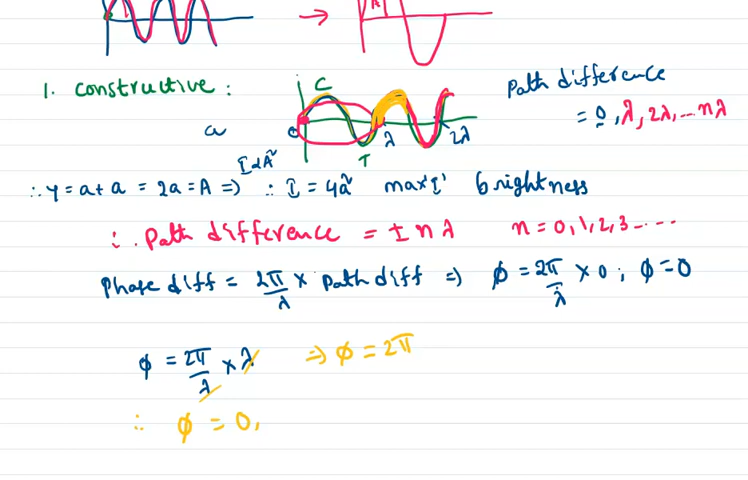 A
1. Constructive :
Path difference
= 0, λ, 2λ, ... nλ
C
a
0
λ
2λ
T
I α A²
∴ y = a + a = 2a = A => ∴ I = 4a² max'I' brightness
∴ Path difference = ± n λ n = 0, 1, 2, 3 ....
Phase diff = 2π/λ × Path diff => ϕ = 2π/λ × 0 ; ϕ = 0
ϕ = 2π/λ × λ => ϕ = 2π
∴ ϕ = 0,